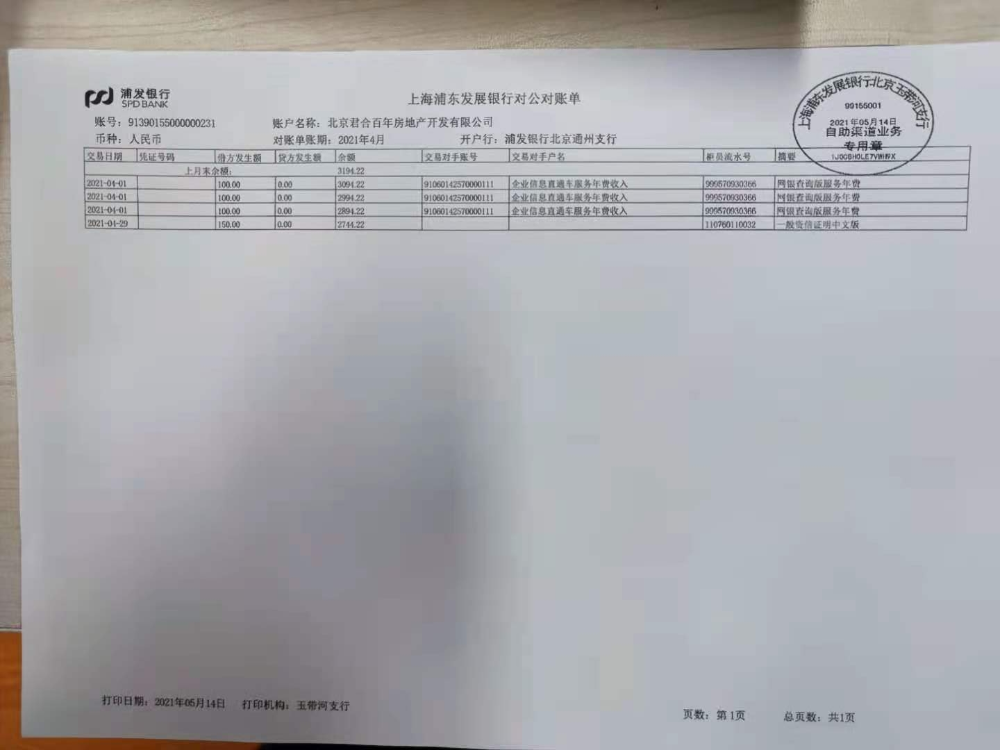 浦发银行
SPD BANK
上海浦东发展银行对公对账单
上海浦东发展银行北京玉带河支行
99155001
2021年05月14日
自助渠道业务
专用章
账号：91390155000000231 账户名称：北京君合百年房地产开发有限公司
币种：人民币 对账单账期：2021年4月 开户行：浦发银行北京通州支行
交易日期 凭证号码 借方发生额 贷方发生额 余额 交易对手账号 交易对手户名 柜员流水号 摘要
上月末余额： 3194.22
2021-04-01 100.00 0.00 3094.22 91060142570000111 企业信息直通车服务年费收入 999570930366 网银查询版服务年费
2021-04-01 100.00 0.00 2994.22 91060142570000111 企业信息直通车服务年费收入 999570930366 网银查询版服务年费
2021-04-01 100.00 0.00 2894.22 91060142570000111 企业信息直通车服务年费收入 999570930366 网银查询版服务年费
2021-04-29 150.00 0.00 2744.22 110760110032 一般资信证明中文版
打印日期：2021年05月14日 打印机构：玉带河支行
页数：第1页 总页数：共1页